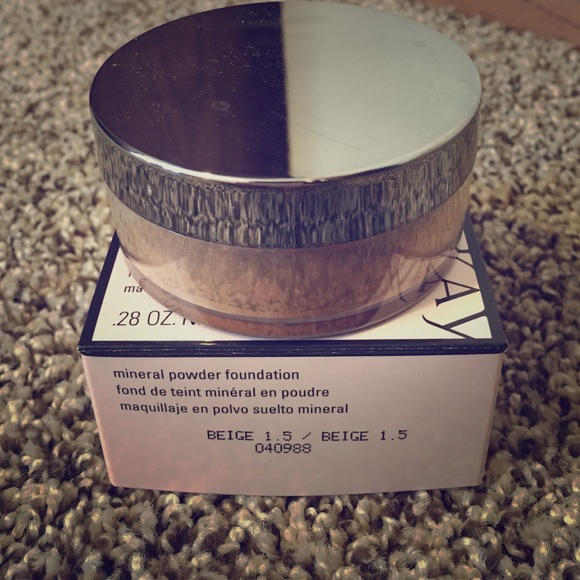 .28 OZ.
mineral powder foundation
fond de teint minéral en poudre
maquillaje en polvo suelto mineral
BEIGE 1.5 / BEIGE 1.5
040988